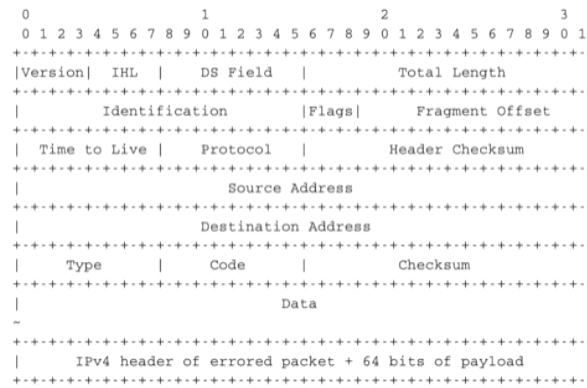 0 1 2 3
0 1 2 3 4 5 6 7 8 9 0 1 2 3 4 5 6 7 8 9 0 1 2 3 4 5 6 7 8 9 0 1
+-+-+-+-+-+-+-+-+-+-+-+-+-+-+-+-+-+-+-+-+-+-+-+-+-+-+-+-+-+-+-+-
|Version| IHL | DS Field | Total Length
+-+-+-+-+-+-+-+-+-+-+-+-+-+-+-+-+-+-+-+-+-+-+-+-+-+-+-+-+-+-+-+-
| Identification |Flags| Fragment Offset
+-+-+-+-+-+-+-+-+-+-+-+-+-+-+-+-+-+-+-+-+-+-+-+-+-+-+-+-+-+-+-+-
| Time to Live | Protocol | Header Checksum
+-+-+-+-+-+-+-+-+-+-+-+-+-+-+-+-+-+-+-+-+-+-+-+-+-+-+-+-+-+-+-+-
| Source Address
+-+-+-+-+-+-+-+-+-+-+-+-+-+-+-+-+-+-+-+-+-+-+-+-+-+-+-+-+-+-+-+-
| Destination Address
+-+-+-+-+-+-+-+-+-+-+-+-+-+-+-+-+-+-+-+-+-+-+-+-+-+-+-+-+-+-+-+-
| Type | Code | Checksum
+-+-+-+-+-+-+-+-+-+-+-+-+-+-+-+-+-+-+-+-+-+-+-+-+-+-+-+-+-+-+-+-
| Data
~
+-+-+-+-+-+-+-+-+-+-+-+-+-+-+-+-+-+-+-+-+-+-+-+-+-+-+-+-+-+-+-+-
| IPv4 header of errored packet + 64 bits of payload
+-+-+-+-+-+-+-+-+-+-+-+-+-+-+-+-+-+-+-+-+-+-+-+-+-+-+-+-+-+-+-+-